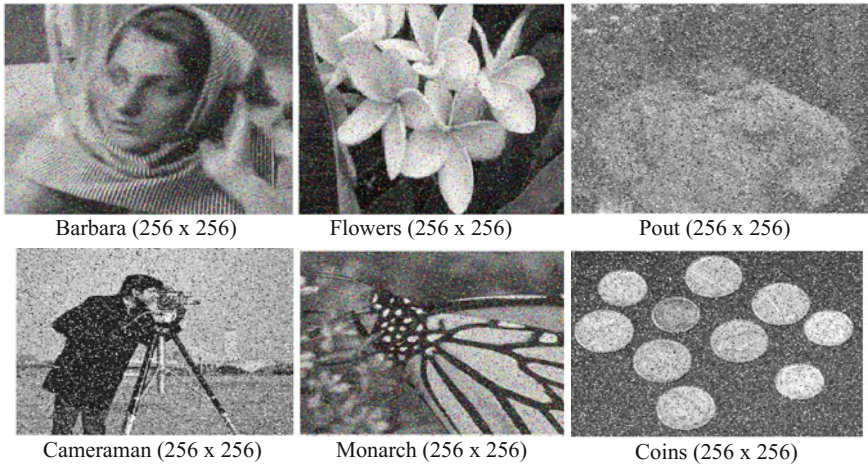 Barbara (256 x 256)
Flowers (256 x 256)
Pout (256 x 256)
Cameraman (256 x 256)
Monarch (256 x 256)
Coins (256 x 256)